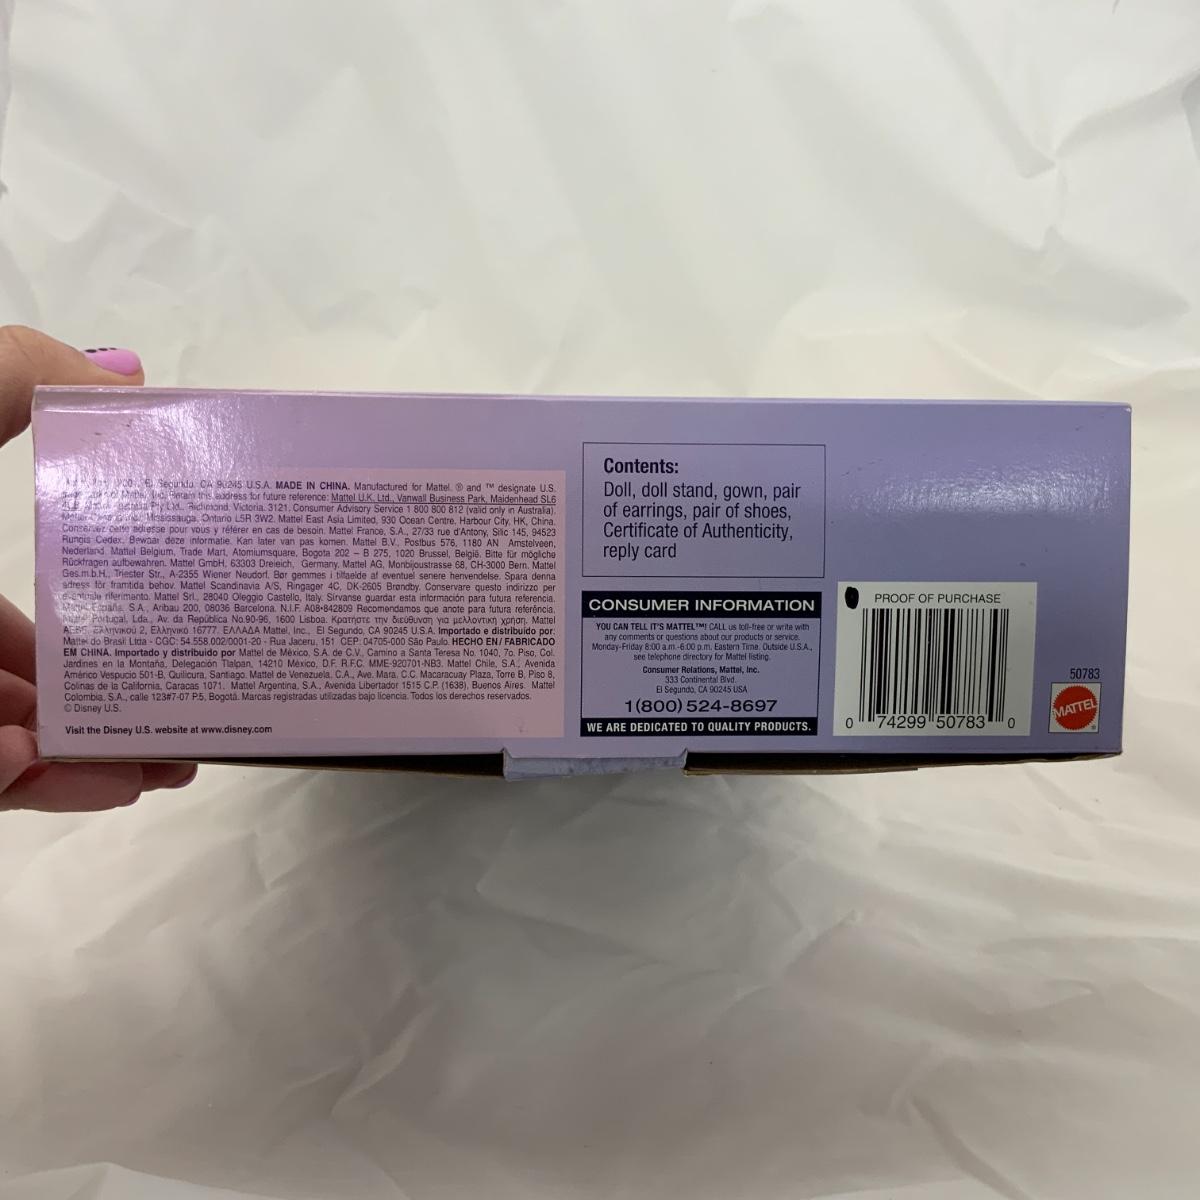 El Segundo, CA 90245 U.S.A. MADE IN CHINA. Manufactured for Mattel. ® and ™ designate U.S.
of Mattel, Inc. Retain this address for future reference: Mattel U.K. Ltd., Vanwall Business Park, Maidenhead SL6
Pty Ltd., Richmond, Victoria. 3121. Consumer Advisory Service 1 800 800 812 (valid only in Australia).
Mississauga, Ontario L5R 3W2. Mattel East Asia Limited, 930 Ocean Centre, Harbour City, HK, China.
Conservez cette adresse pour vous y référer en cas de besoin. Mattel France, S.A., 27/33 rue d'Antony, Silic 145, 94523
Rungis Cedex. Bewaar deze informatie. Kan later van pas komen. Mattel B.V., Postbus 576, 1180 AN Amstelveen,
Nederland. Mattel Belgium, Trade Mart, Atomiumsquare, Bogota 202 – B 275, 1020 Brussel, België. Bitte für mögliche
Rückfragen aufbewahren. Mattel GmbH, 63303 Dreieich, Germany. Mattel AG, Monbijoustrasse 68, CH-3000 Bern. Mattel
Ges.m.b.H., Triester Str., A-2355 Wiener Neudorf. Bør gemmes i tilfælde af eventuel senere henvendelse. Spara denna
adress för framtida behov. Mattel Scandinavia A/S, Ringager 4C, DK-2605 Brøndby. Conservare questo indirizzo per
eventuale riferimento. Mattel Srl., 28040 Oleggio Castello, Italy. Sírvanse guardar esta información para futura referencia.
Mattel España, S.A., Aribau 200, 08036 Barcelona. N.I.F. A08-842809 Recomendamos que anote para futura referência.
Mattel Portugal, Lda., Av. da República No.90-96, 1600 Lisboa. Κρατήστε την διεύθυνση για μελλοντική χρήση. Mattel
AEBE, Ελληνικού 2, Ελληνικό 16777, ΕΛΛΑΔΑ Mattel, Inc., El Segundo, CA 90245 U.S.A. Importado e distribuido por:
Mattel do Brasil Ltda - CGC: 54.558.002/0001-20 - Rua Jaceru, 151 CEP: 04705-000 São Paulo. HECHO EN/ FABRICADO
EM CHINA. Importado y distribuido por Mattel de México, S.A. de C.V., Camino a Santa Teresa No. 1040, 7o. Piso, Col.
Jardines en la Montaña, Delegación Tlalpan, 14210 México, D.F. R.F.C. MME-920701-NB3. Mattel Chile, S.A., Avenida
Américo Vespucio 501-B, Quilicura, Santiago. Mattel de Venezuela, C.A., Ave. Mara, C.C. Macaracuay Plaza, Torre B, Piso 8,
Colinas de la California, Caracas 1071. Mattel Argentina, S.A., Avenida Libertador 1515 C.P. (1638), Buenos Aires. Mattel
Colombia, S.A., calle 123#7-07 P.5, Bogotá. Marcas registradas utilizadas bajo licencia. Todos los derechos reservados.
© Disney U.S.
Visit the Disney U.S. website at www.disney.com
Contents:
Doll, doll stand, gown, pair
of earrings, pair of shoes,
Certificate of Authenticity,
reply card
CONSUMER INFORMATION
YOU CAN TELL IT'S MATTEL™! CALL us toll-free or write with
any comments or questions about our products or service.
Monday-Friday 8:00 a.m.-6:00 p.m. Eastern Time. Outside U.S.A.,
see telephone directory for Mattel listing.
Consumer Relations, Mattel, Inc.
333 Continental Blvd.
El Segundo, CA 90245 USA
1(800) 524-8697
WE ARE DEDICATED TO QUALITY PRODUCTS.
PROOF OF PURCHASE
0 74299 50783 0
50783
MATTEL
®